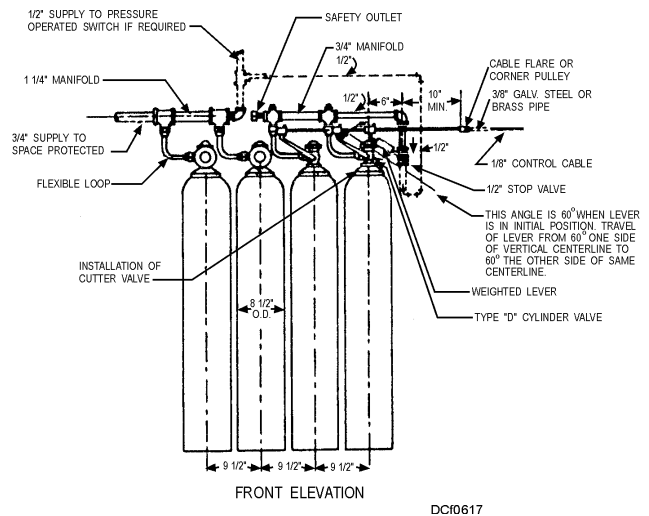 1/2" SUPPLY TO PRESSURE
OPERATED SWITCH IF REQUIRED
SAFETY OUTLET
3/4" MANIFOLD
1/2"
1 1/4" MANIFOLD
CABLE FLARE OR
CORNER PULLEY
3/8" GALV. STEEL OR
BRASS PIPE
1/2"
6"
10"
MIN.
3/4" SUPPLY TO
SPACE PROTECTED
1/2"
1/8" CONTROL CABLE
FLEXIBLE LOOP
1/2" STOP VALVE
THIS ANGLE IS 60° WHEN LEVER
IS IN INITIAL POSITION. TRAVEL
OF LEVER FROM 60° ONE SIDE
OF VERTICAL CENTERLINE TO
60° THE OTHER SIDE OF SAME
CENTERLINE.
INSTALLATION OF
CUTTER VALVE
WEIGHTED LEVER
8 1/2"
O.D.
TYPE "D" CYLINDER VALVE
9 1/2"
9 1/2"
9 1/2"
FRONT ELEVATION
DCf0617